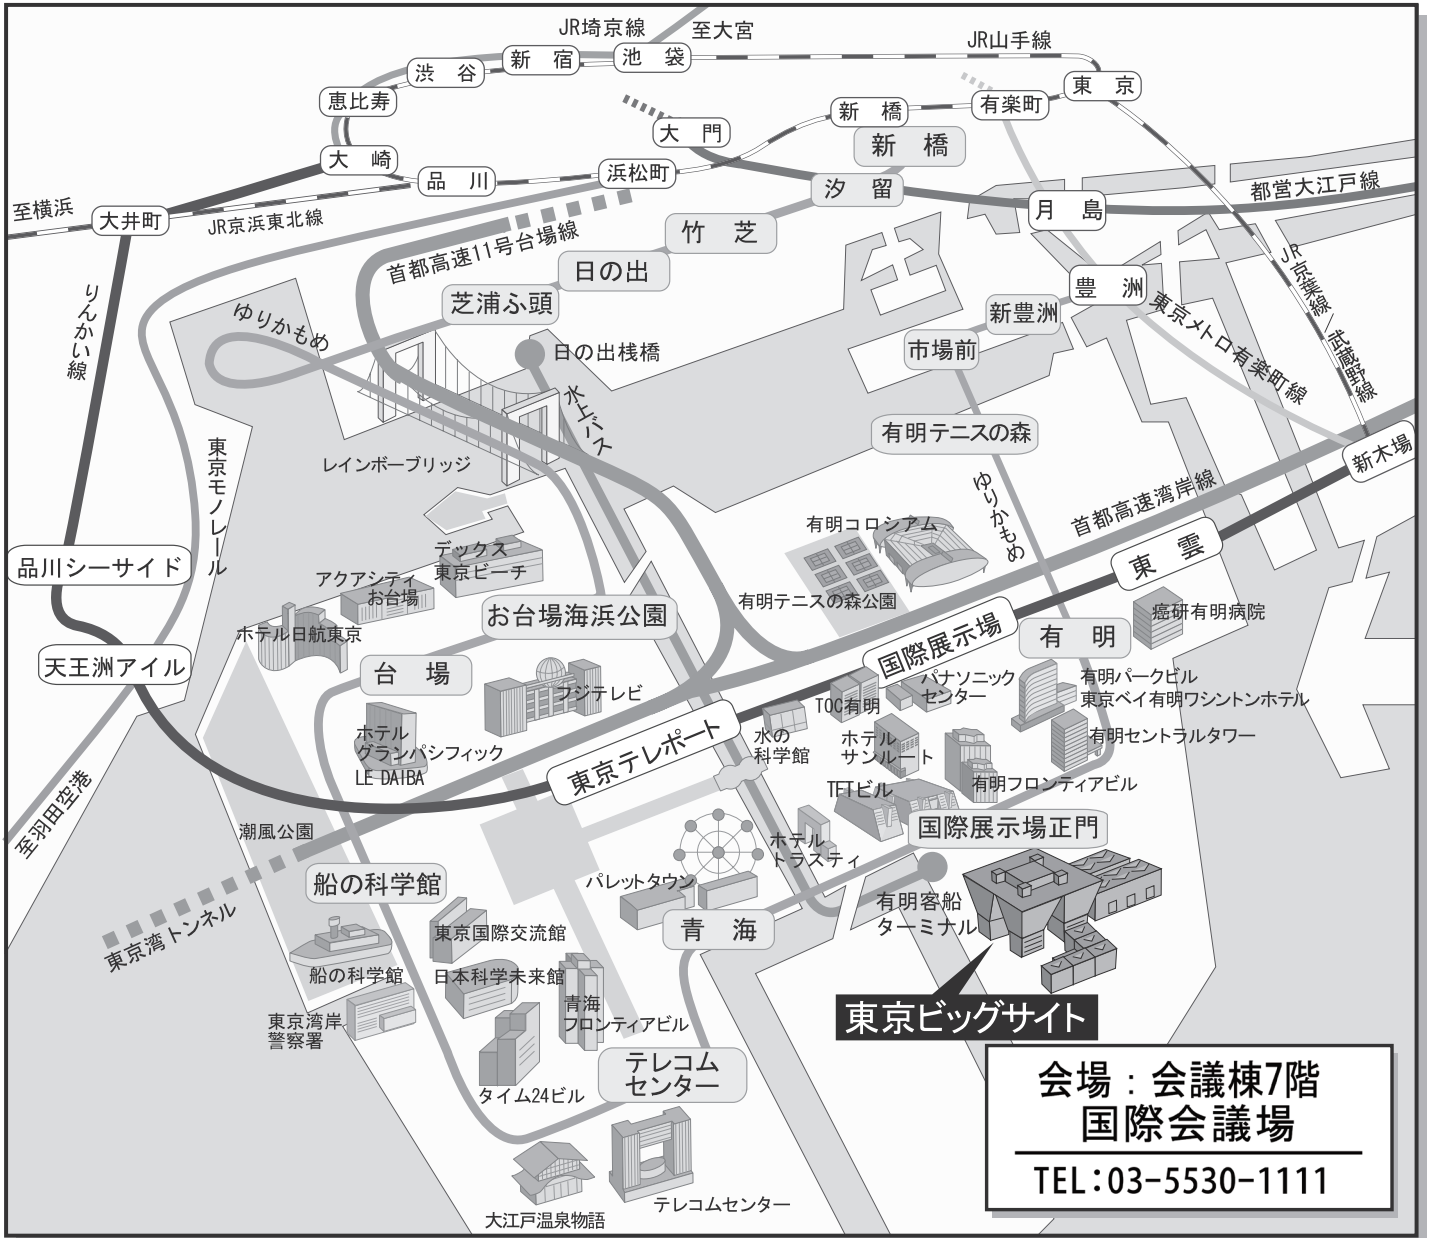 JR埼京線
至大宮
JR山手線
渋 谷
新 宿
池 袋
恵比寿
新 橋
有楽町
東 京
大 門
新 橋
大 崎
品 川
浜松町
汐 留
月 島
都営大江戸線
至横浜
大井町
JR京浜東北線
首都高速11号台場線
竹 芝
日の出
芝浦ふ頭
豊 洲
新豊洲
市場前
JR京葉線/武蔵野線
東京メトロ有楽町線
りんかい線
ゆりかもめ
日の出桟橋
水上バス
有明テニスの森
新木場
東京モノレール
レインボーブリッジ
ゆりかもめ
首都高速湾岸線
有明コロシアム
東 雲
品川シーサイド
デックス
東京ビーチ
アクアシティ
お台場
お台場海浜公園
有明テニスの森公園
癌研有明病院
ホテル日航東京
国際展示場
有 明
天王洲アイル
台 場
フジテレビ
パナソニック
センター
有明パークビル
東京ベイ有明ワシントンホテル
TOC有明
ホテル
グランパシフィック
LE DAIBA
東京テレポート
水の
科学館
ホテル
サンルート
有明セントラルタワー
有明フロンティアビル
TFTビル
至羽田空港
潮風公園
国際展示場正門
ホテル
トラスティ
船の科学館
パレットタウン
有明客船
ターミナル
東京湾トンネル
東京国際交流館
青 海
船の科学館
日本科学未来館
東京湾岸
警察署
青海
フロンティアビル
東京ビッグサイト
タイム24ビル
テレコム
センター
会場：会議棟7階
国際会議場
TEL：03-5530-1111
大江戸温泉物語
テレコムセンター